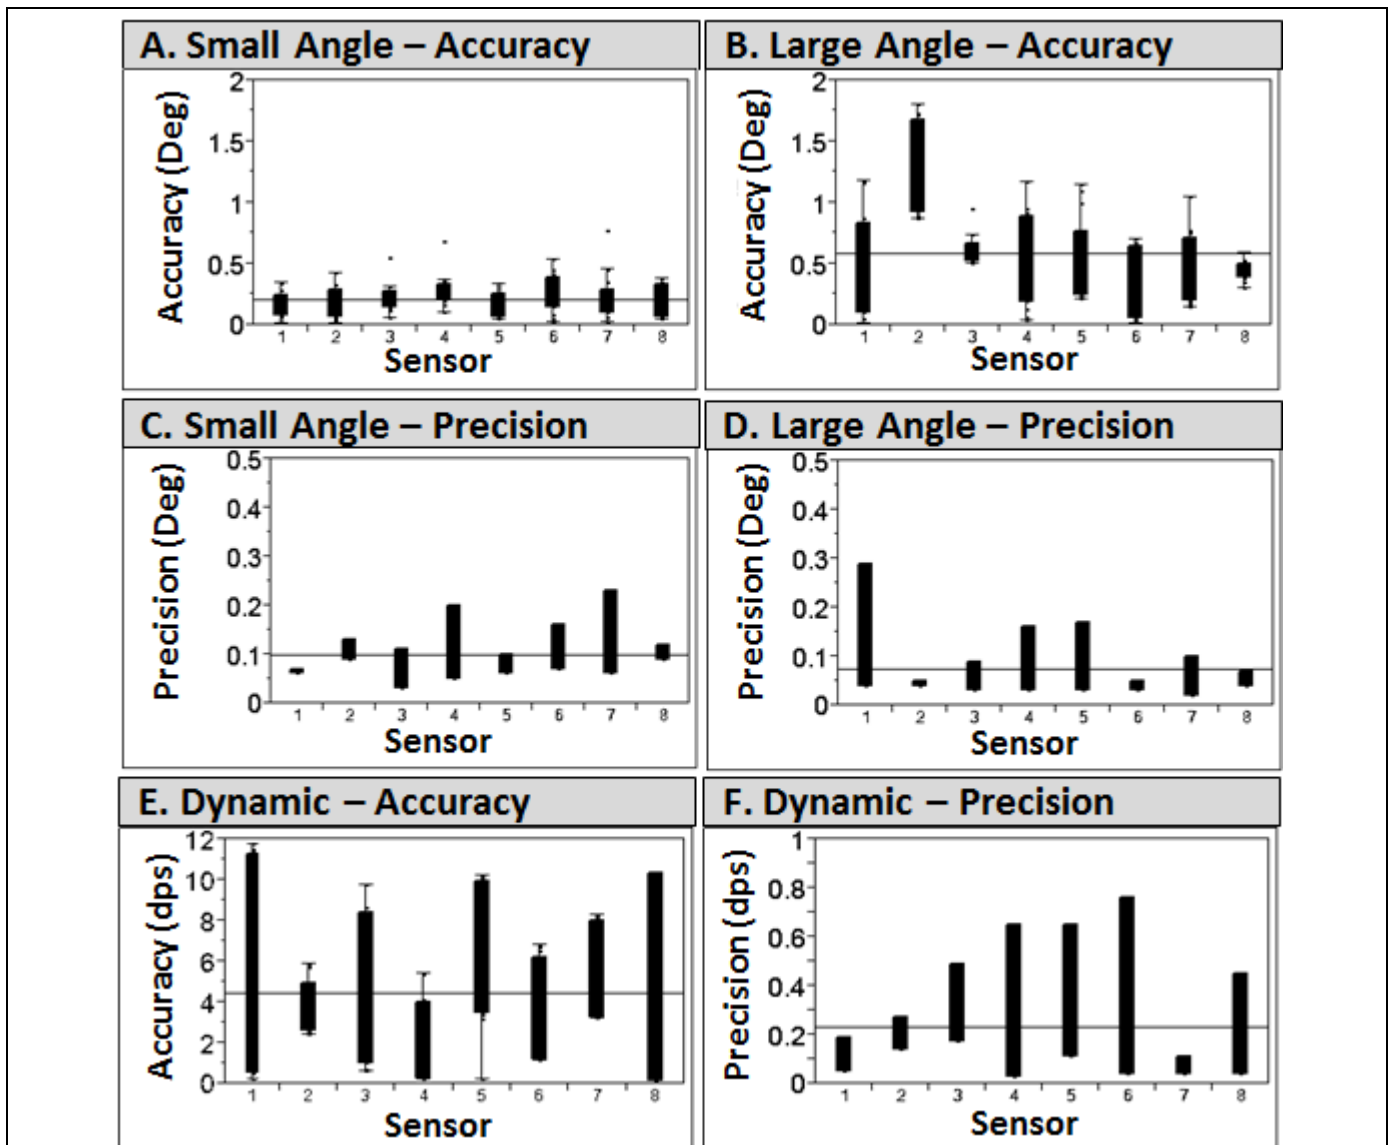 A. Small Angle – Accuracy
B. Large Angle – Accuracy
Accuracy (Deg)
2
1.5
1
0.5
0
1 2 3 4 5 6 7 8
Sensor
Accuracy (Deg)
2
1.5
1
0.5
0
1 2 3 4 5 6 7 8
Sensor
C. Small Angle – Precision
D. Large Angle – Precision
Precision (Deg)
0.5
0.4
0.3
0.2
0.1
0
1 2 3 4 5 6 7 8
Sensor
Precision (Deg)
0.5
0.4
0.3
0.2
0.1
0
1 2 3 4 5 6 7 8
Sensor
E. Dynamic – Accuracy
F. Dynamic – Precision
Accuracy (dps)
12
10
8
6
4
2
0
1 2 3 4 5 6 7 8
Sensor
Precision (dps)
1
0.8
0.6
0.4
0.2
0
1 2 3 4 5 6 7 8
Sensor